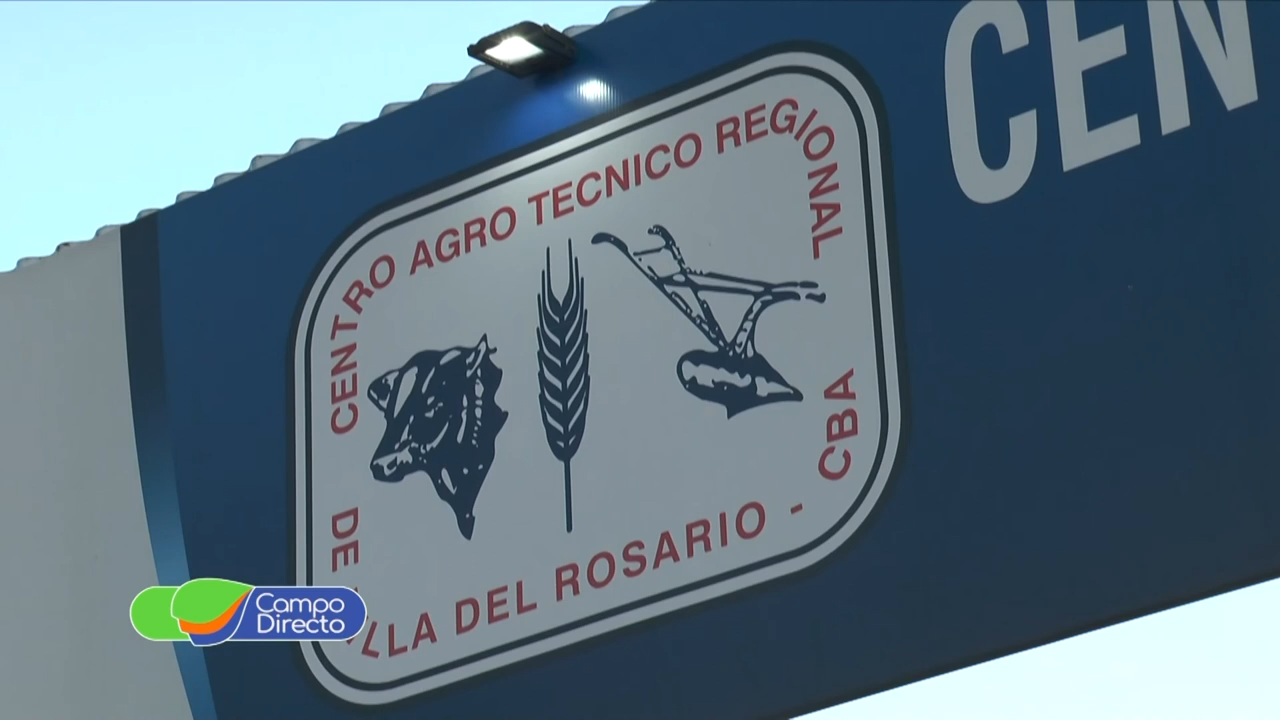 CENTRO AGRO TECNICO REGIONAL
DE
LLA DEL ROSARIO - CBA
CEN
Campo
Directo